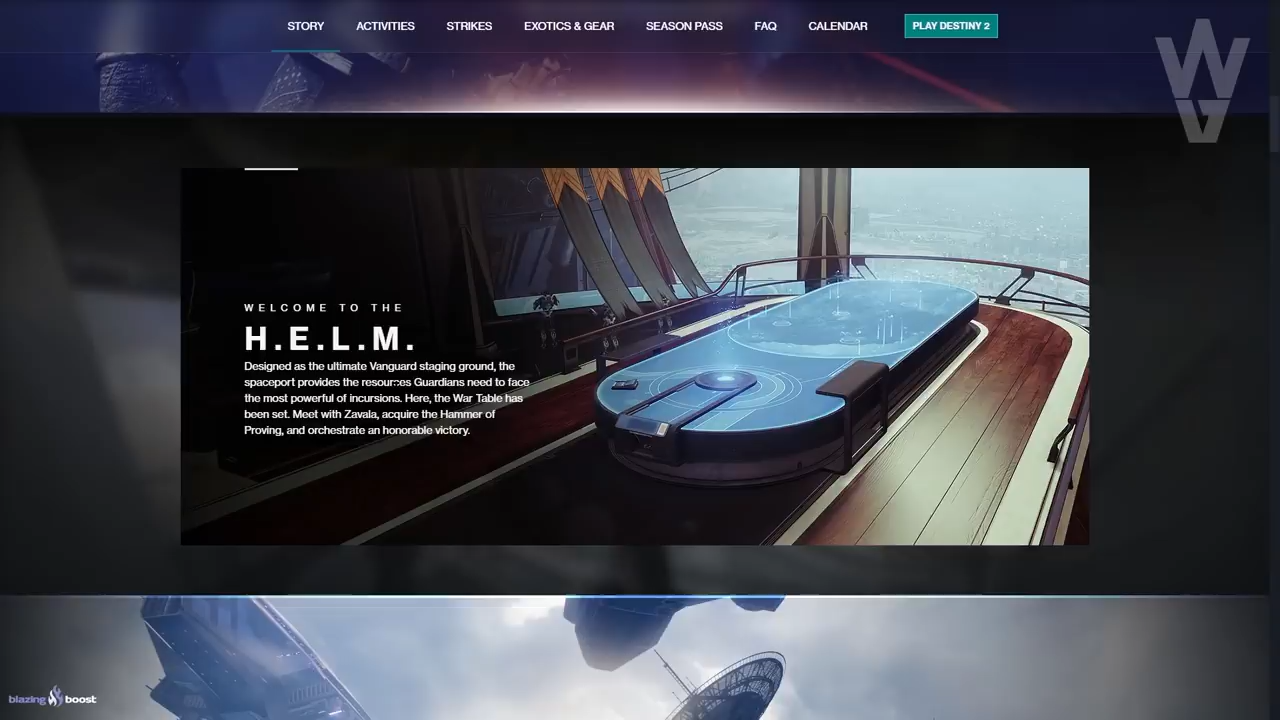 STORY
ACTIVITIES
STRIKES
EXOTICS & GEAR
SEASON PASS
FAQ
CALENDAR
PLAY DESTINY 2
WELCOME TO THE
H.E.L.M.
Designed as the ultimate Vanguard staging ground, the
spaceport provides the resources Guardians need to face
the most powerful of incursions. Here, the War Table has
been set. Meet with Zavala, acquire the Hammer of
Proving, and orchestrate an honorable victory.
blazing boost